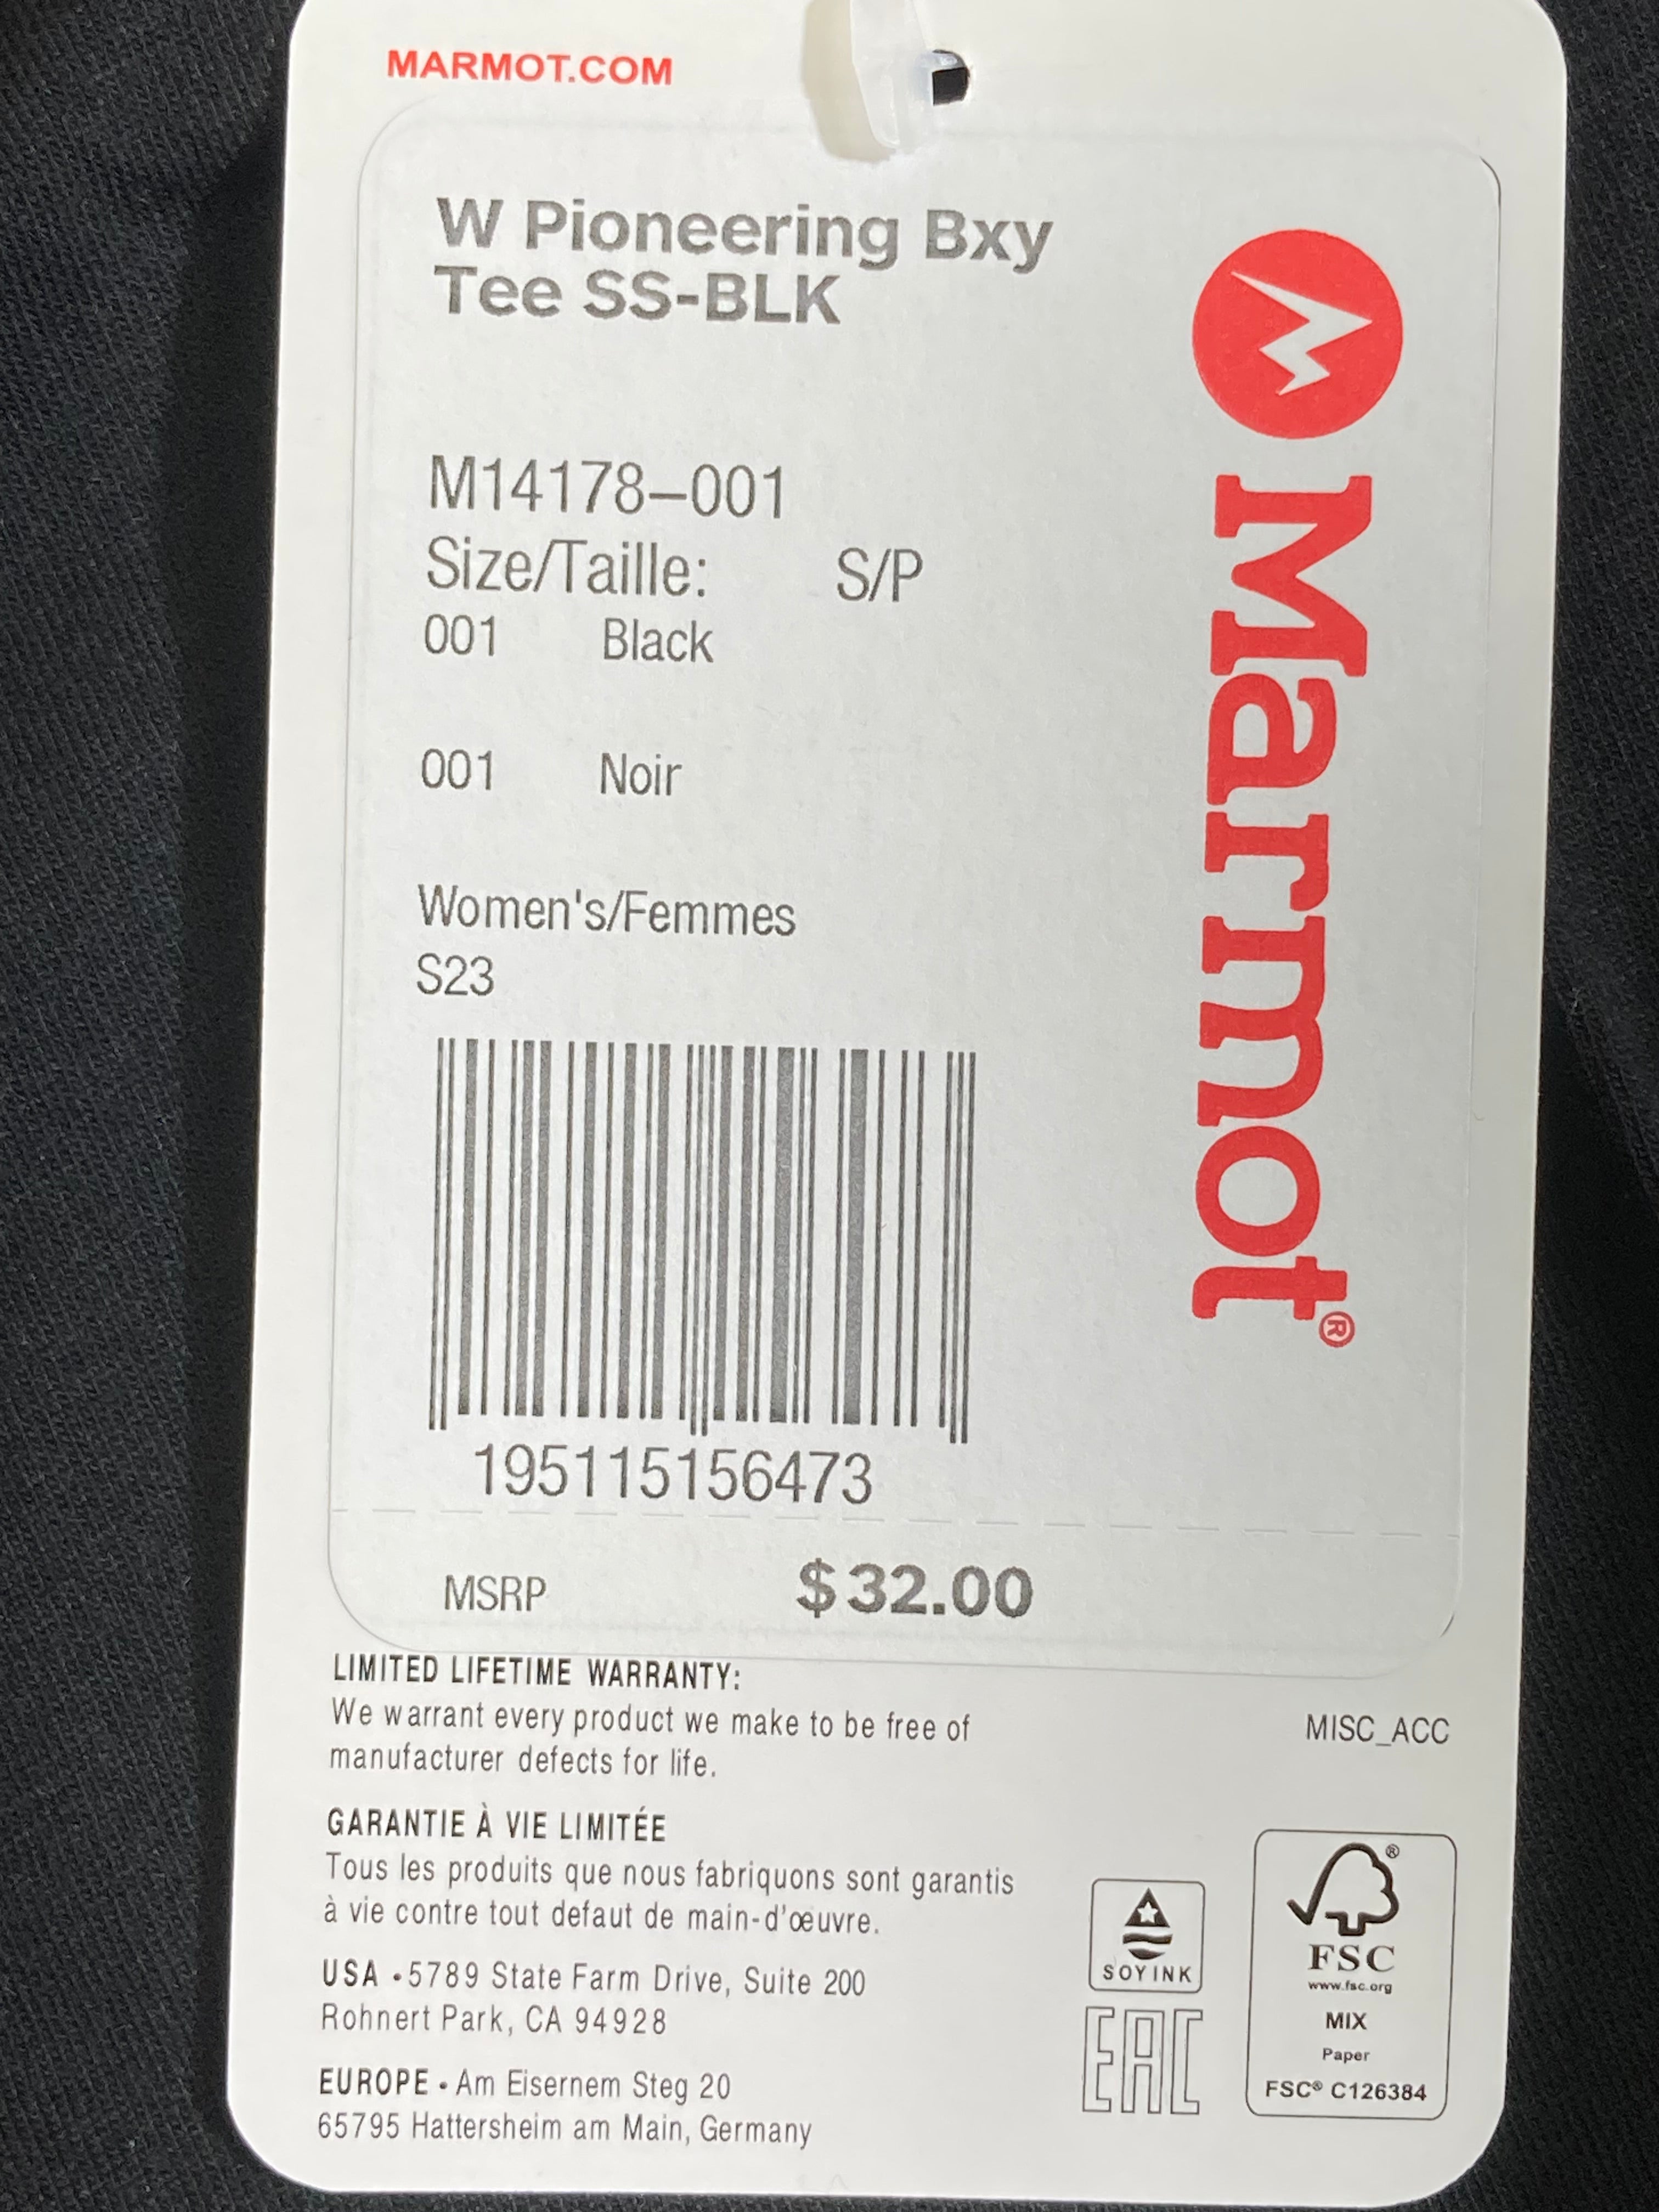 MARMOT.COM
W Pioneering Bxy
Tee SS-BLK
M14178-001
Size/Taille: S/P
001 Black
001 Noir
Women's/Femmes
S23
195115156473
MSRP $32.00
Marmot®
LIMITED LIFETIME WARRANTY:
We warrant every product we make to be free of
manufacturer defects for life.
MISC_ACC
GARANTIE À VIE LIMITÉE
Tous les produits que nous fabriquons sont garantis
à vie contre tout defaut de main-d'œuvre.
USA • 5789 State Farm Drive, Suite 200
Rohnert Park, CA 94928
EUROPE • Am Eisernem Steg 20
65795 Hattersheim am Main, Germany
SOY INK
EAC
®
FSC
www.fsc.org
MIX
Paper
FSC® C126384